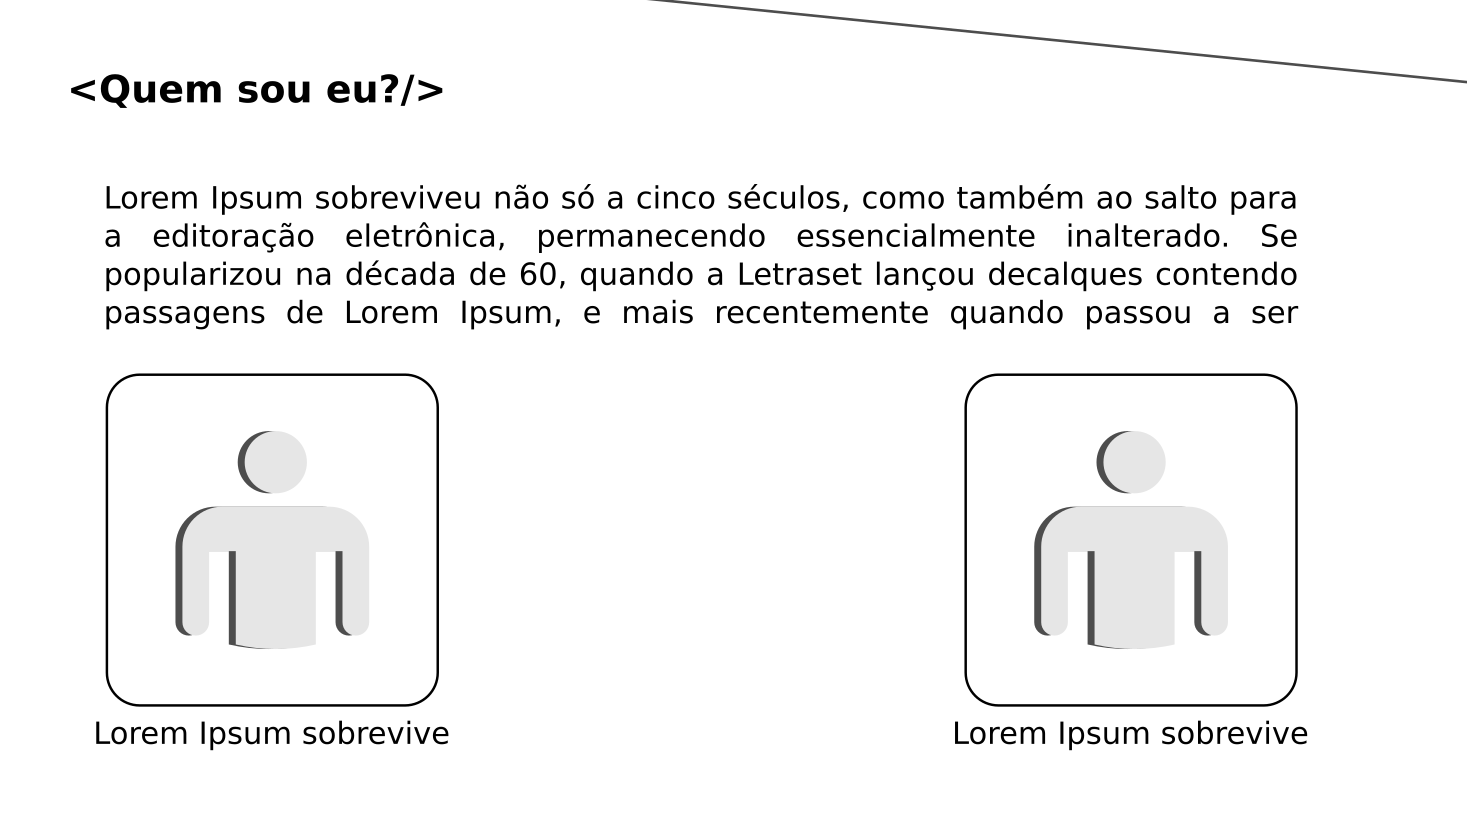 <Quem sou eu?/>
Lorem Ipsum sobreviveu não só a cinco séculos, como também ao salto para
a editoração eletrônica, permanecendo essencialmente inalterado. Se
popularizou na década de 60, quando a Letraset lançou decalques contendo
passagens de Lorem Ipsum, e mais recentemente quando passou a ser
Lorem Ipsum sobrevive
Lorem Ipsum sobrevive